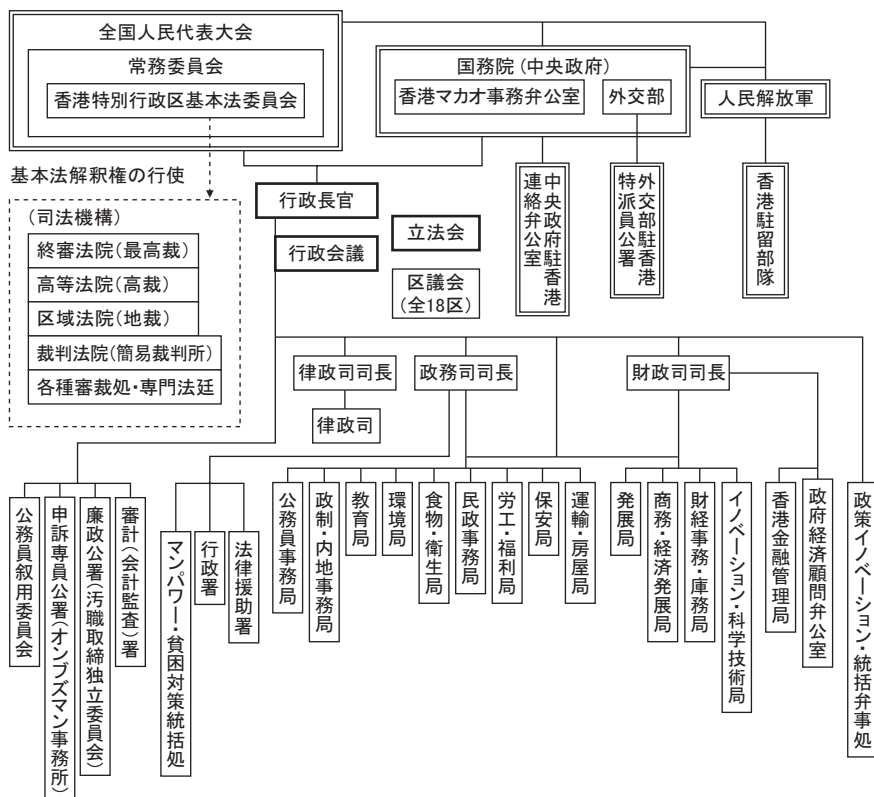 全国人民代表大会
常務委員会
香港特別行政区基本法委員会
国務院(中央政府)
香港マカオ事務弁公室
外交部
人民解放軍
基本法解釈権の行使
行政長官
行政会議
立法会
区議会
(全18区)
中央政府駐香港
連絡弁公室
外交部駐香港
特派員公署
香港駐留部隊
(司法機構)
終審法院(最高裁)
高等法院(高裁)
区域法院(地裁)
裁判法院(簡易裁判所)
各種審裁処・専門法廷
律政司司長
政務司司長
財政司司長
律政司
公務員叙用委員会
申訴専員公署(オンブズマン事務所)
廉政公署(汚職取締独立委員会)
審計(会計監査)署
マンパワー・貧困対策統括処
行政署
法律援助署
公務員事務局
政制・内地事務局
教育局
環境局
食物・衛生局
民政事務局
労工・福利局
保安局
運輸・房屋局
発展局
商務・経済発展局
財経事務・庫務局
イノベーション・科学技術局
香港金融管理局
政府経済顧問弁公室
政策イノベーション・統括弁事処